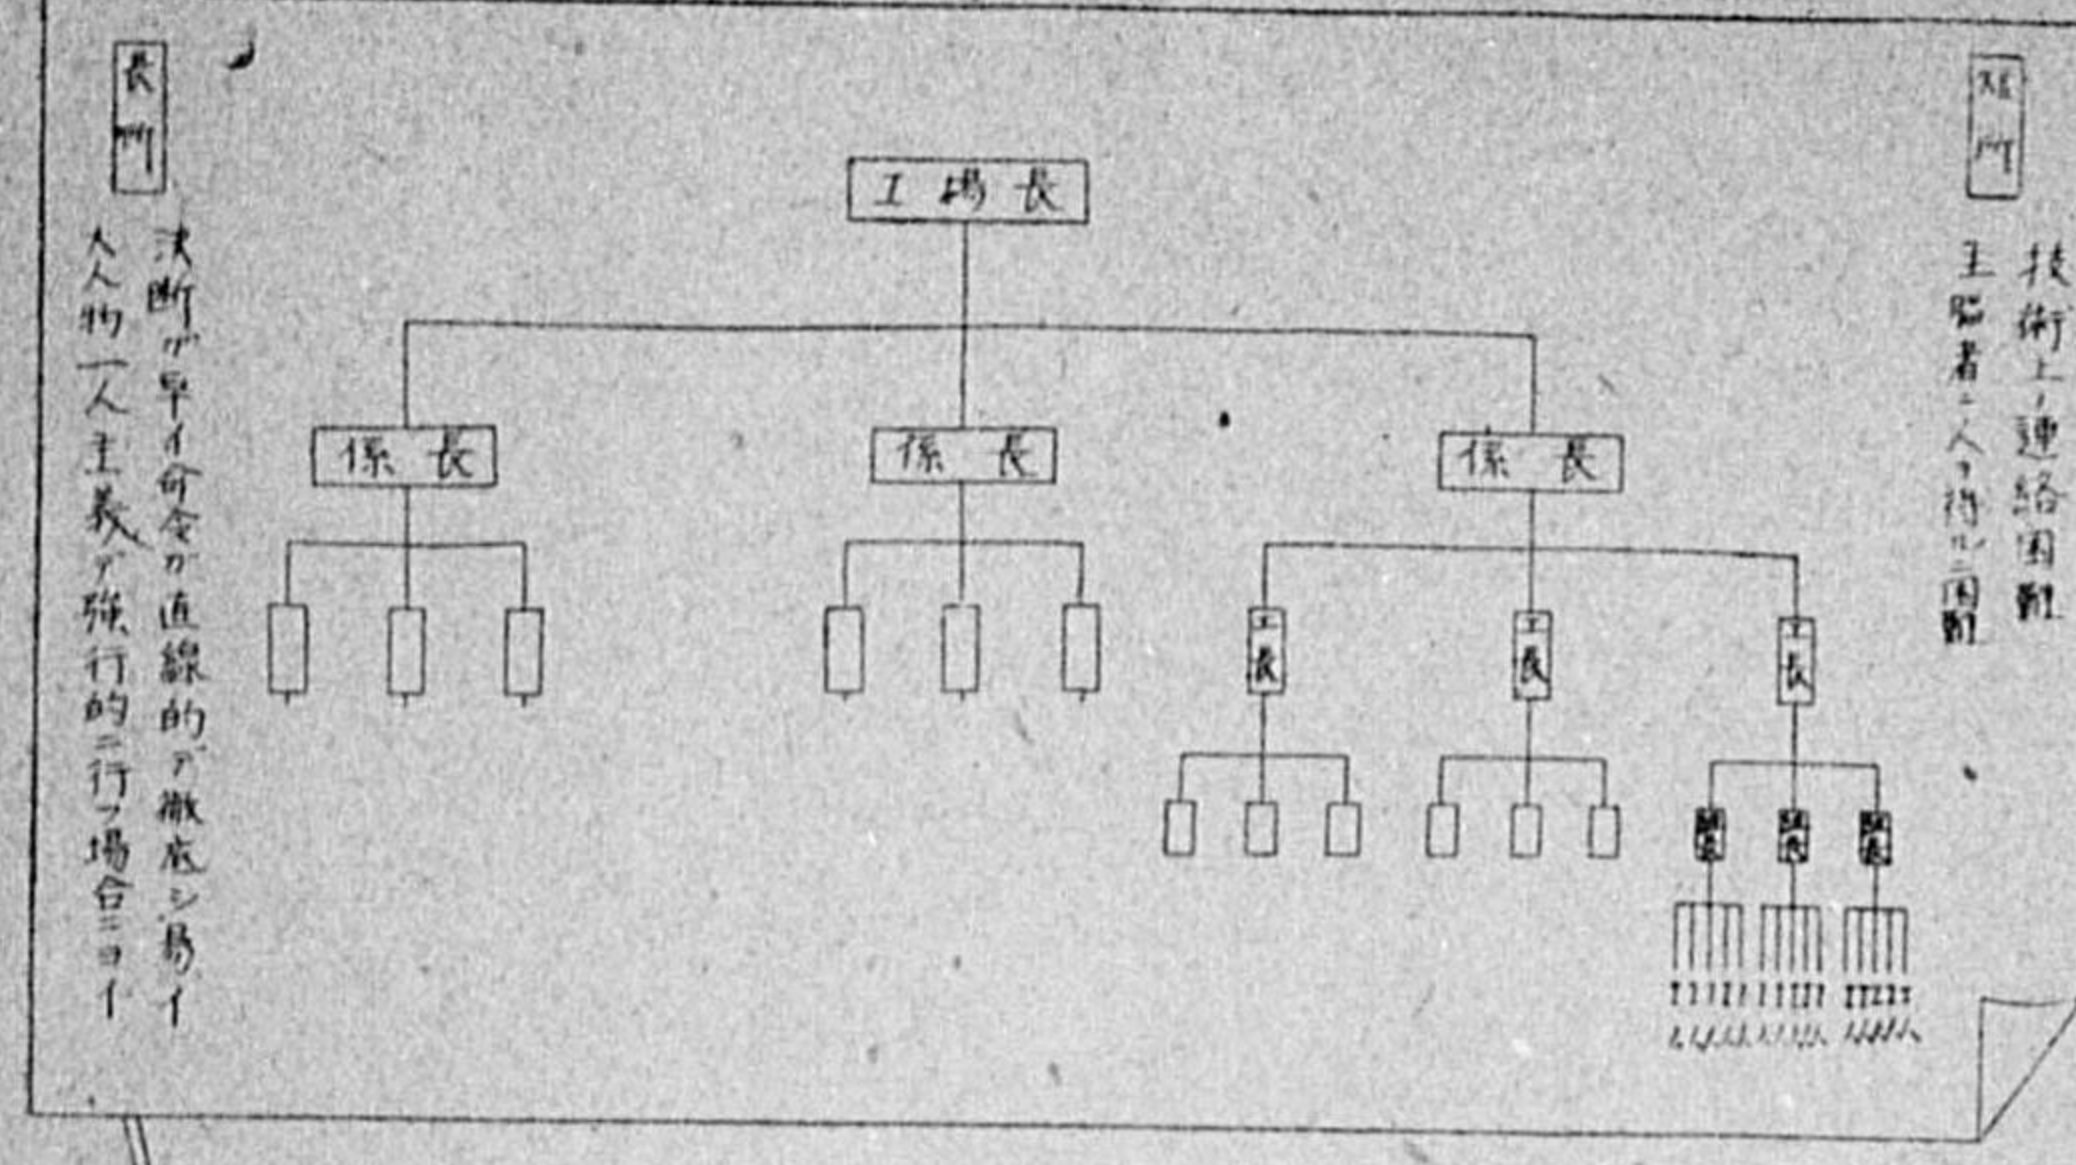 短所
技術上ノ連絡困難
主脳者ニ人ヲ得ルニ困難
工場長
係長
係長
係長
工長
工長
工長
長所
決断ガ早イ命令ガ直線的デ徹底シ易イ
大人物一人主義デ強行的ニ行フ場合ニヨイ